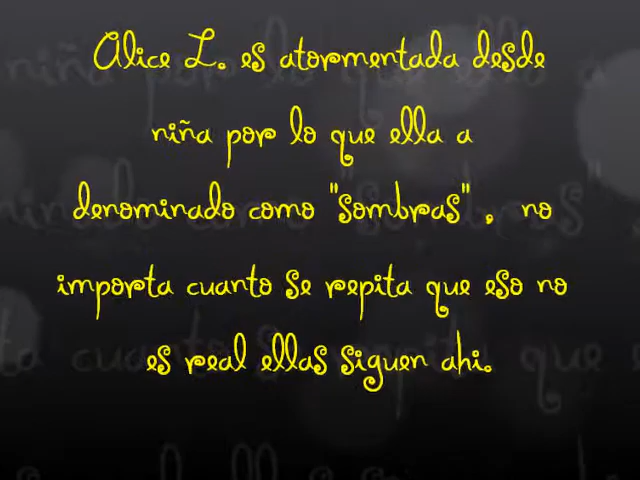 Alice L. es atormentada desde
niña por lo que ella a
denominado como "sombras" , no
importa cuanto se repita que eso no
es real ellas siguen ahi.